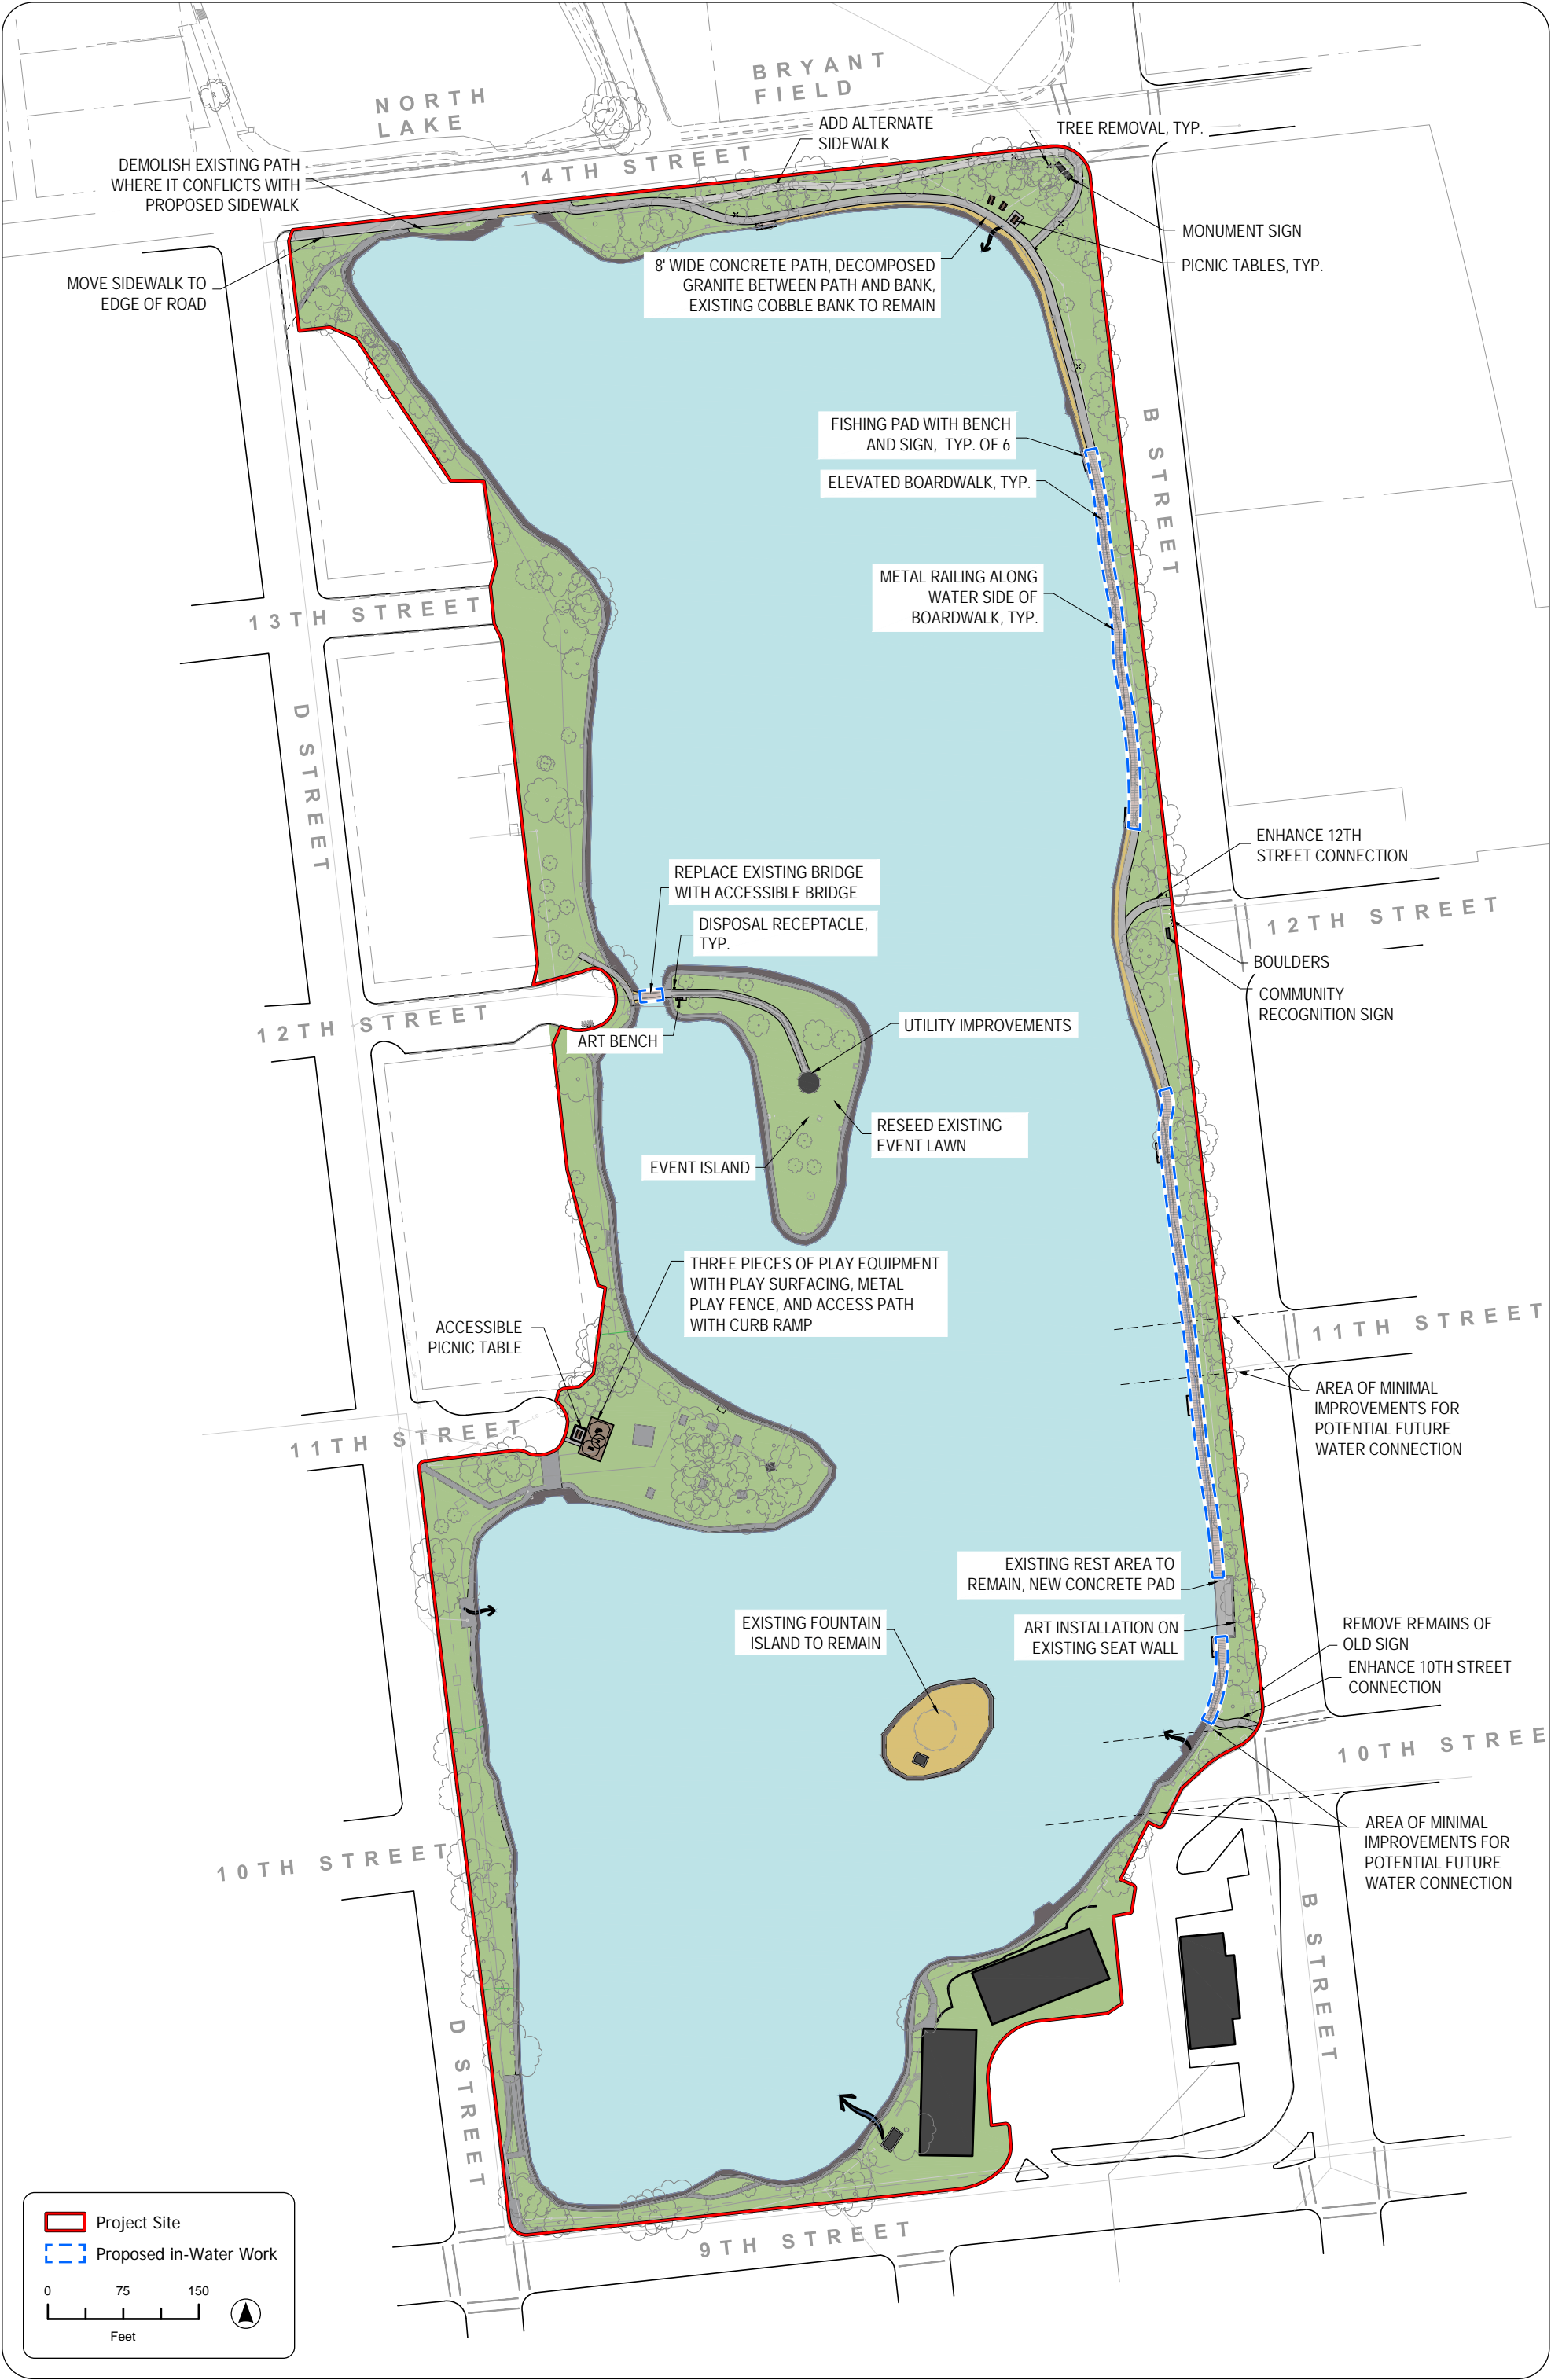 BRYANT
FIELD
NORTH
LAKE
ADD ALTERNATE
SIDEWALK
TREE REMOVAL, TYP.
14TH STREET
DEMOLISH EXISTING PATH
WHERE IT CONFLICTS WITH
PROPOSED SIDEWALK
MONUMENT SIGN
PICNIC TABLES, TYP.
8' WIDE CONCRETE PATH, DECOMPOSED
GRANITE BETWEEN PATH AND BANK,
EXISTING COBBLE BANK TO REMAIN
MOVE SIDEWALK TO
EDGE OF ROAD
FISHING PAD WITH BENCH
AND SIGN, TYP. OF 6
B STREET
ELEVATED BOARDWALK, TYP.
METAL RAILING ALONG
WATER SIDE OF
BOARDWALK, TYP.
13TH STREET
D STREET
ENHANCE 12TH
STREET CONNECTION
REPLACE EXISTING BRIDGE
WITH ACCESSIBLE BRIDGE
12TH STREET
DISPOSAL RECEPTACLE,
TYP.
BOULDERS
COMMUNITY
RECOGNITION SIGN
12TH STREET
ART BENCH
UTILITY IMPROVEMENTS
RESEED EXISTING
EVENT LAWN
EVENT ISLAND
THREE PIECES OF PLAY EQUIPMENT
WITH PLAY SURFACING, METAL
PLAY FENCE, AND ACCESS PATH
WITH CURB RAMP
11TH STREET
ACCESSIBLE
PICNIC TABLE
AREA OF MINIMAL
IMPROVEMENTS FOR
POTENTIAL FUTURE
WATER CONNECTION
11TH STREET
EXISTING REST AREA TO
REMAIN, NEW CONCRETE PAD
EXISTING FOUNTAIN
ISLAND TO REMAIN
ART INSTALLATION ON
EXISTING SEAT WALL
REMOVE REMAINS OF
OLD SIGN
ENHANCE 10TH STREET
CONNECTION
10TH STREE
AREA OF MINIMAL
IMPROVEMENTS FOR
POTENTIAL FUTURE
WATER CONNECTION
10TH STREET
B STREET
D STREET
9TH STREET
Project Site
Proposed in-Water Work
0 75 150
Feet